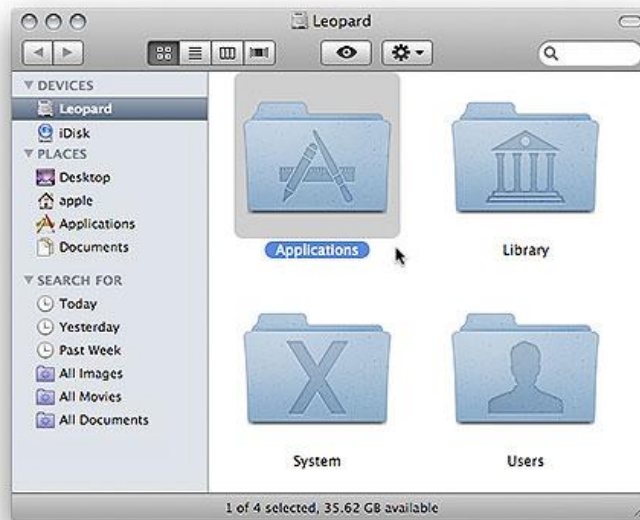 Leopard
DEVICES
Leopard
iDisk
PLACES
Desktop
apple
Applications
Documents
SEARCH FOR
Today
Yesterday
Past Week
All Images
All Movies
All Documents
Applications
Library
System
Users
1 of 4 selected, 35.62 GB available